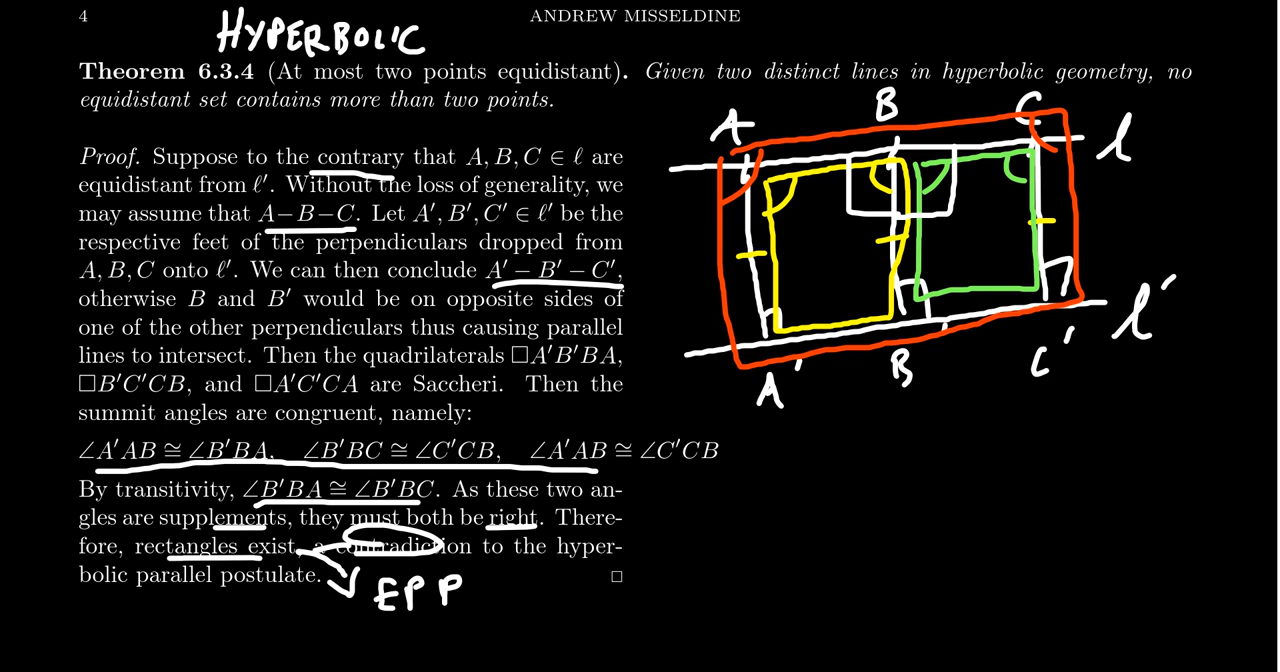 4
ANDREW MISSELDINE
HYPERBOLIC
Theorem 6.3.4 (At most two points equidistant). Given two distinct lines in hyperbolic geometry, no
equidistant set contains more than two points.
Proof. Suppose to the contrary that A, B, C ∈ ℓ are
equidistant from ℓ′. Without the loss of generality, we
may assume that A−B−C. Let A′, B′, C′ ∈ ℓ′ be the
respective feet of the perpendiculars dropped from
A, B, C onto ℓ′. We can then conclude A′ − B′ − C′,
otherwise B and B′ would be on opposite sides of
one of the other perpendiculars thus causing parallel
lines to intersect. Then the quadrilaterals □A′B′BA,
□B′C′CB, and □A′C′CA are Saccheri. Then the
summit angles are congruent, namely:
∠A′AB ≅ ∠B′BA, ∠B′BC ≅ ∠C′CB, ∠A′AB ≅ ∠C′CB
By transitivity, ∠B′BA ≅ ∠B′BC. As these two an-
gles are supplements, they must both be right. There-
fore, rectangles exist, a contradiction to the hyper-
bolic parallel postulate. □
EPP
A B C
ℓ
ℓ′
A′ B C′